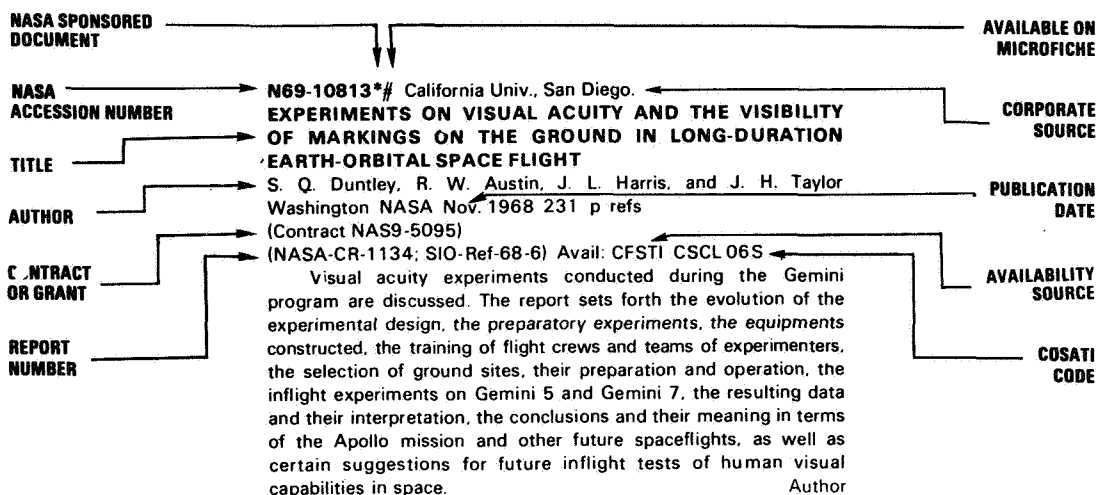 NASA SPONSORED
DOCUMENT
AVAILABLE ON
MICROFICHE
NASA
ACCESSION NUMBER
N69-10813*# California Univ., San Diego.
CORPORATE
SOURCE
EXPERIMENTS ON VISUAL ACUITY AND THE VISIBILITY
TITLE
OF MARKINGS ON THE GROUND IN LONG-DURATION
EARTH-ORBITAL SPACE FLIGHT
AUTHOR
S. Q. Duntley, R. W. Austin, J. L. Harris, and J. H. Taylor
PUBLICATION
DATE
Washington NASA Nov. 1968 231 p refs
C NTRACT
OR GRANT
(Contract NAS9-5095)
REPORT
NUMBER
(NASA-CR-1134; SIO-Ref-68-6) Avail: CFSTI CSCL 06S
AVAILABILITY
SOURCE
COSATI
CODE
Visual acuity experiments conducted during the Gemini
program are discussed. The report sets forth the evolution of the
experimental design, the preparatory experiments, the equipments
constructed, the training of flight crews and teams of experimenters,
the selection of ground sites, their preparation and operation, the
inflight experiments on Gemini 5 and Gemini 7, the resulting data
and their interpretation, the conclusions and their meaning in terms
of the Apollo mission and other future spaceflights, as well as
certain suggestions for future inflight tests of human visual
capabilities in space. Author